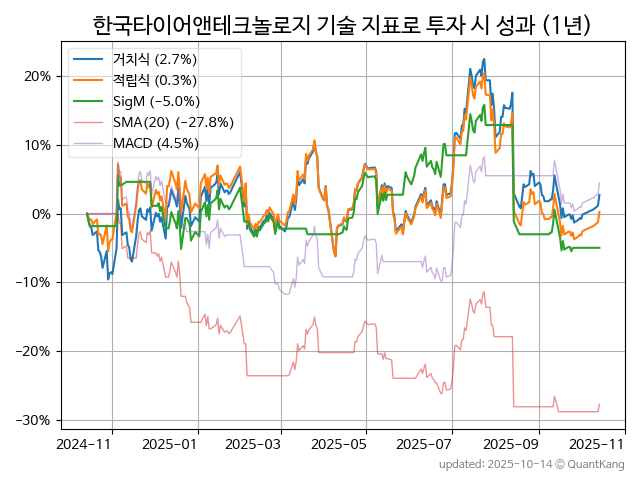 한국타이어앤테크놀로지 기술 지표로 투자 시 성과 (1년)
거치식 (2.7%)
적립식 (0.3%)
SigM (−5.0%)
SMA(20) (−27.8%)
MACD (4.5%)
20%
10%
0%
−10%
−20%
−30%
2024-11 2025-01 2025-03 2025-05 2025-07 2025-09 2025-11
updated: 2025-10-14 © QuantKang